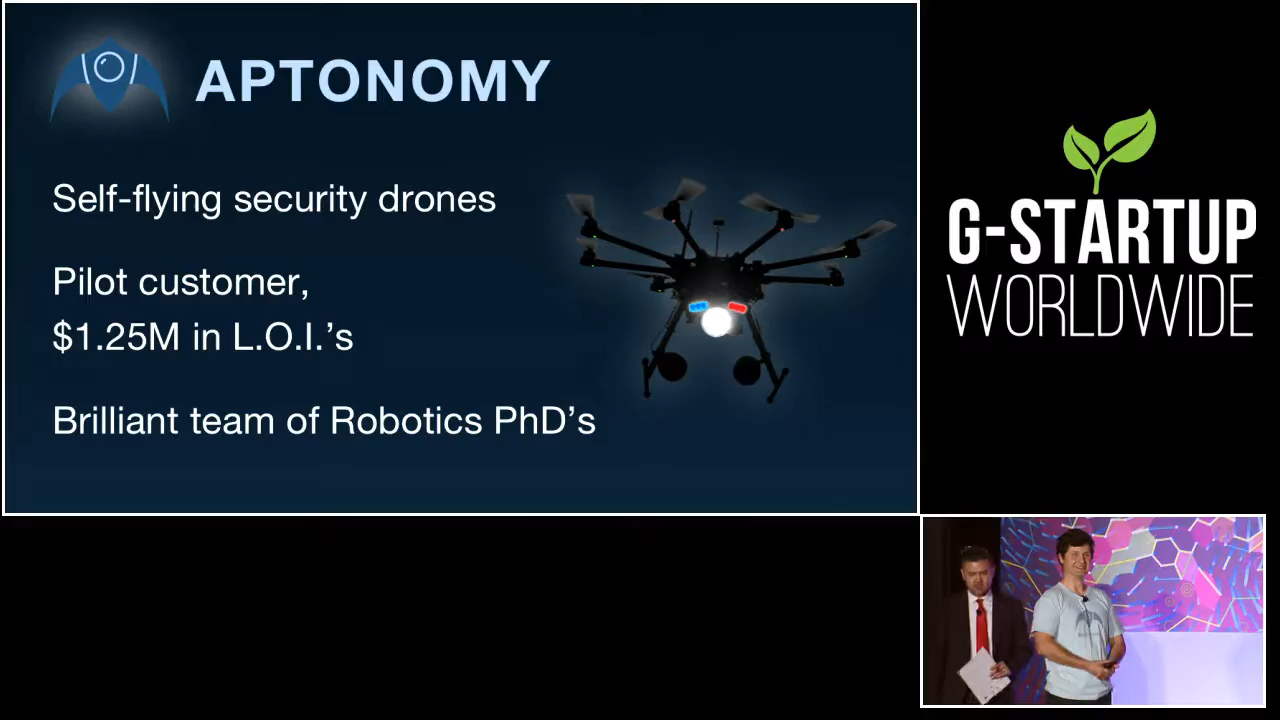 APTONOMY
Self-flying security drones
Pilot customer,
$1.25M in L.O.I.'s
Brilliant team of Robotics PhD's
G-STARTUP
WORLDWIDE